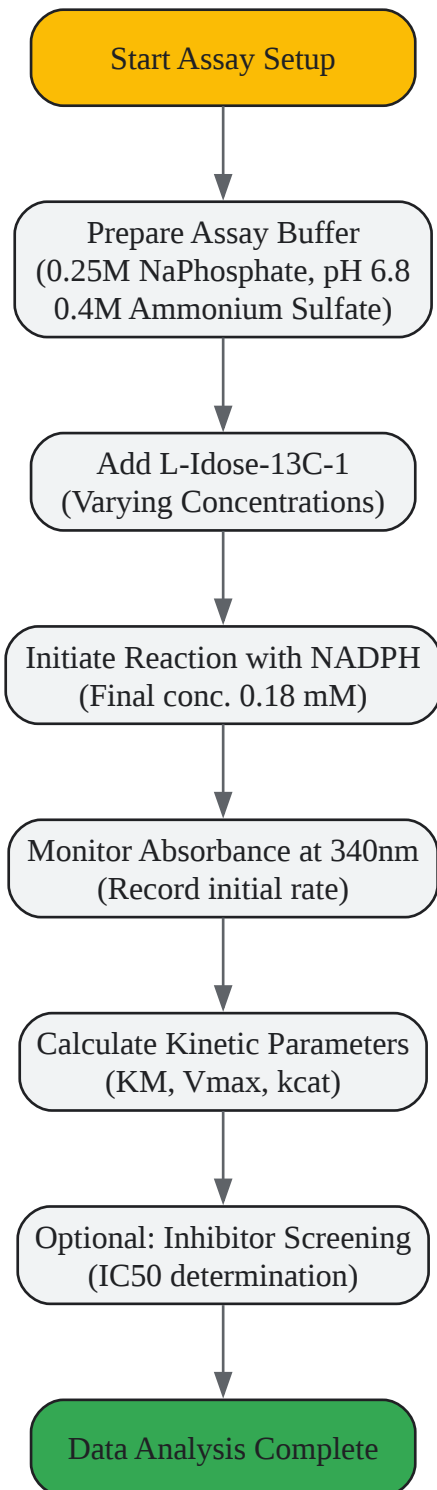 Start Assay Setup
Prepare Assay Buffer
(0.25M NaPhosphate, pH 6.8
0.4M Ammonium Sulfate)
Add L-Idose-13C-1
(Varying Concentrations)
Initiate Reaction with NADPH
(Final conc. 0.18 mM)
Monitor Absorbance at 340nm
(Record initial rate)
Calculate Kinetic Parameters
(KM, Vmax, kcat)
Optional: Inhibitor Screening
(IC50 determination)
Data Analysis Complete